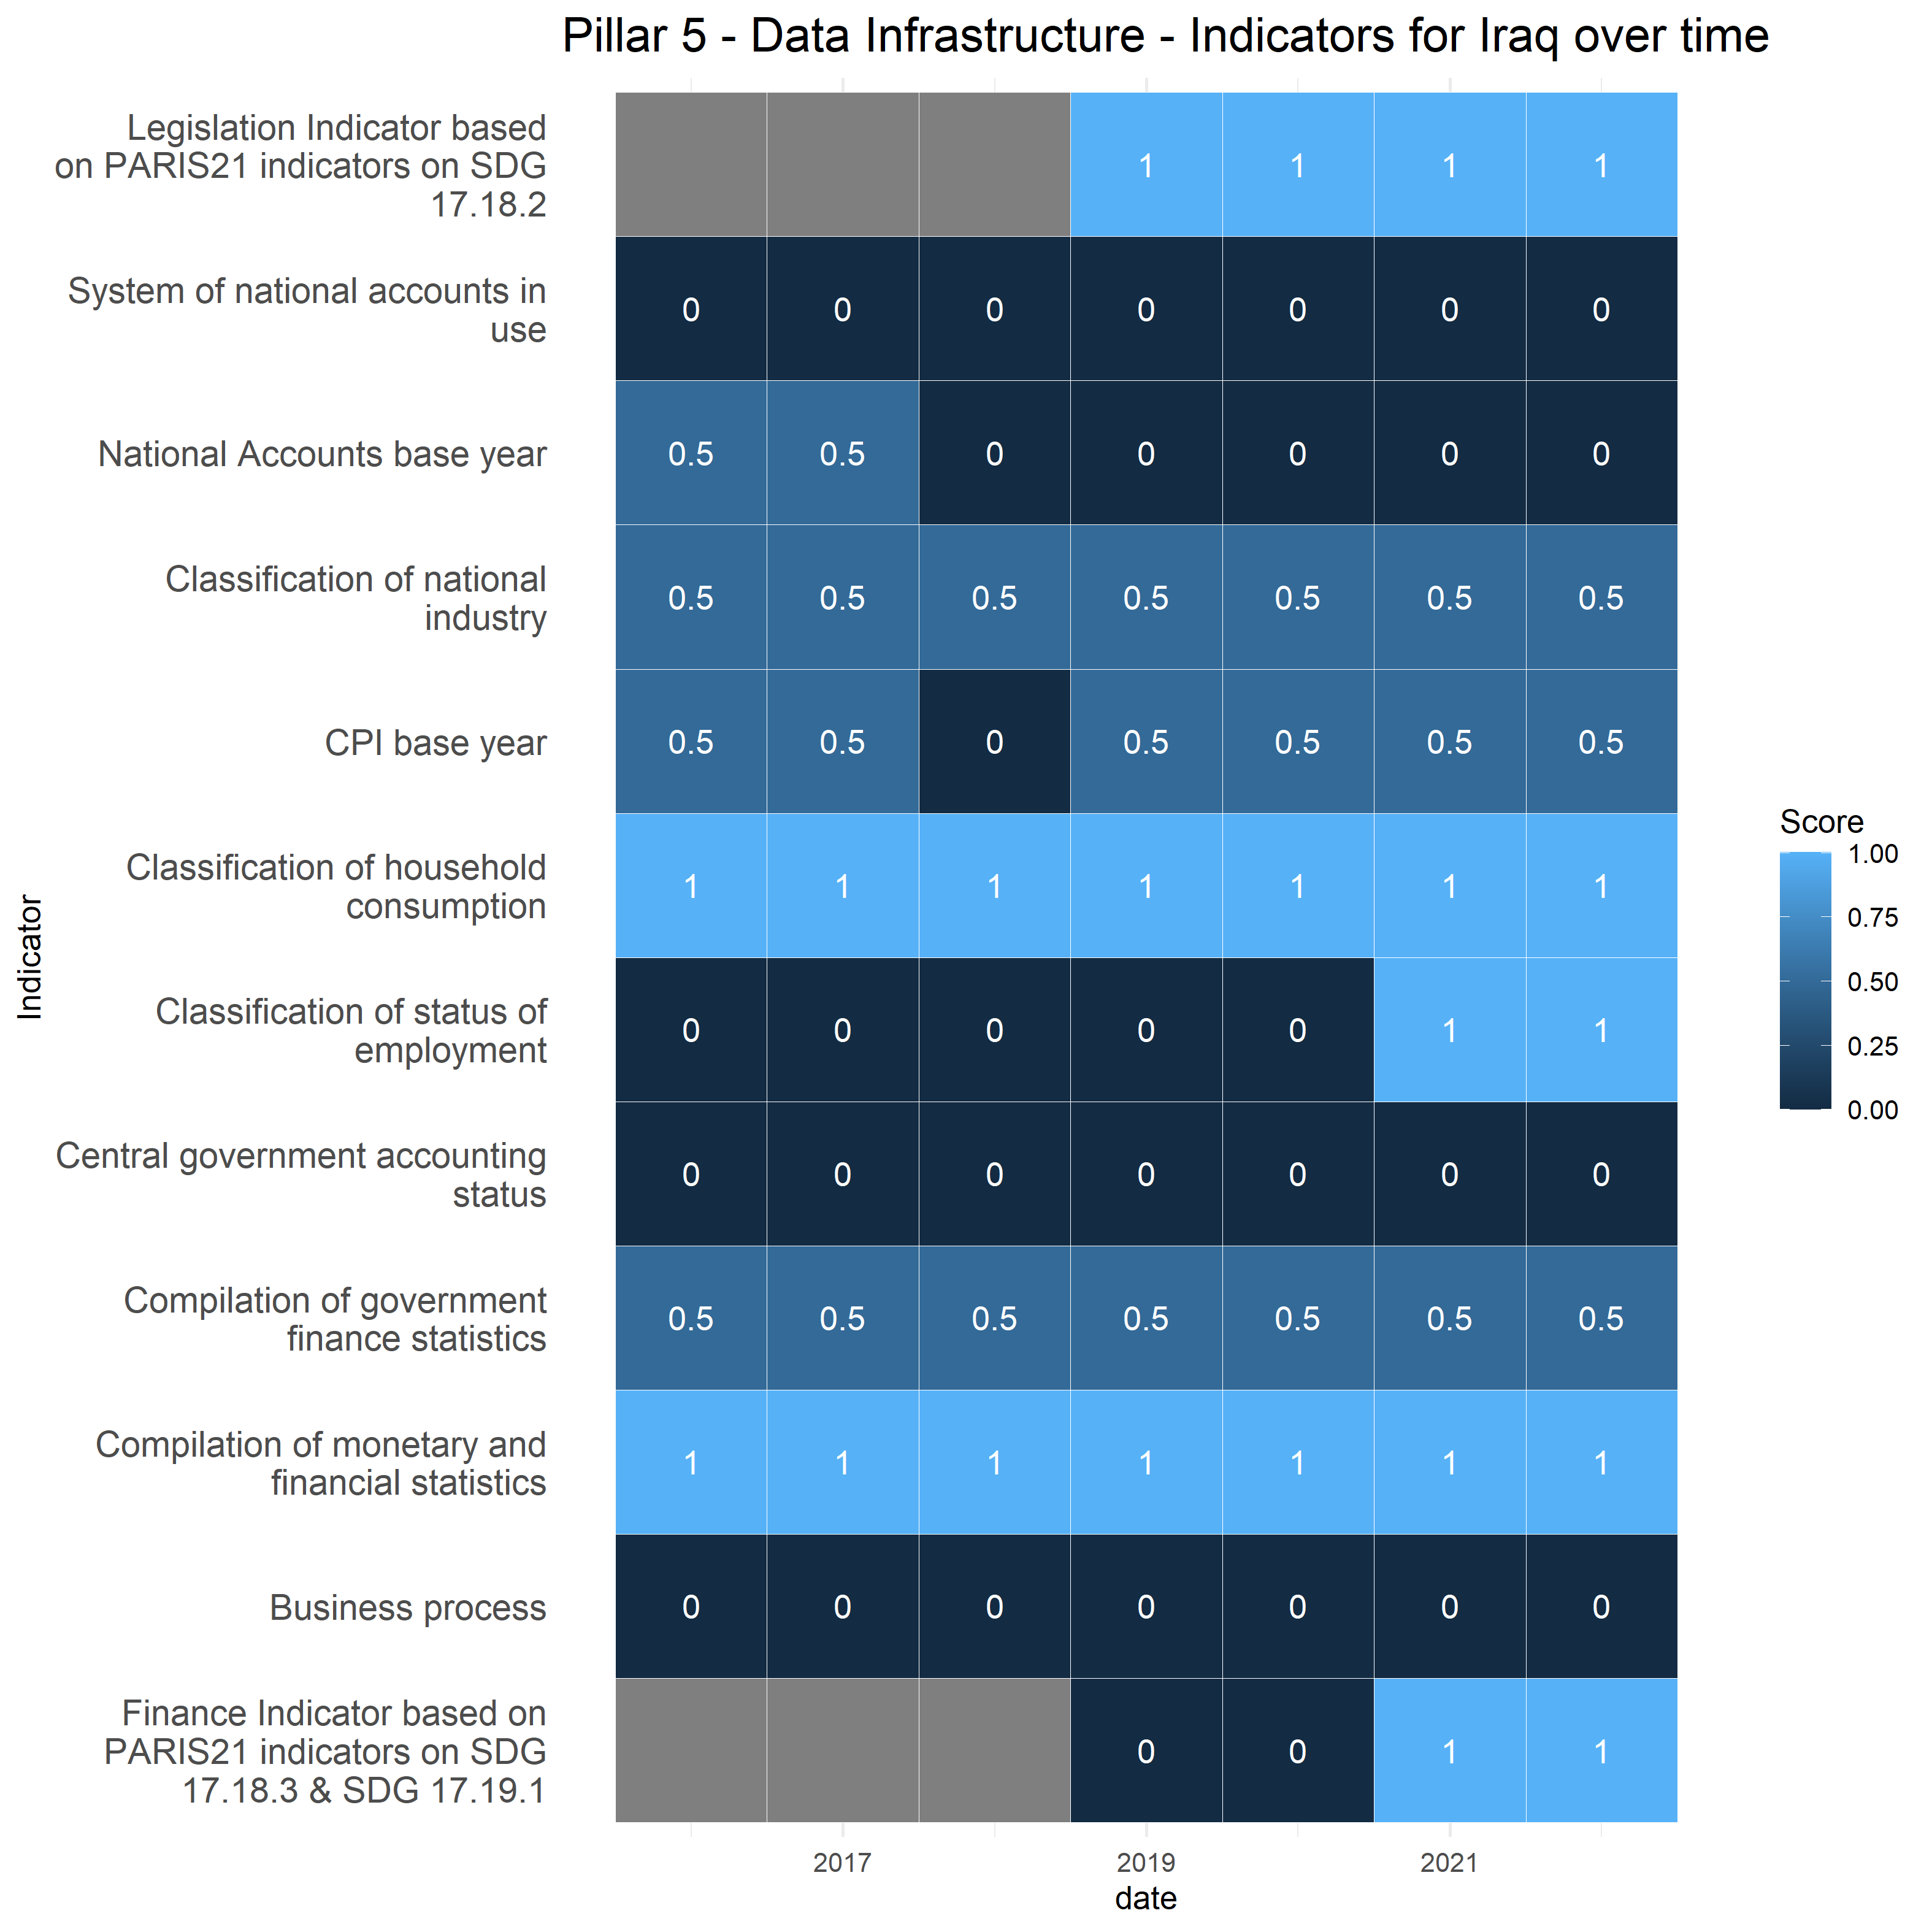 Pillar 5 - Data Infrastructure - Indicators for Iraq over time
Legislation Indicator based
on PARIS21 indicators on SDG
17.18.2
1 1 1 1
System of national accounts in
use
0 0 0 0 0 0 0
National Accounts base year
0.5 0.5 0 0 0 0 0
Classification of national
industry
0.5 0.5 0.5 0.5 0.5 0.5 0.5
CPI base year
0.5 0.5 0 0.5 0.5 0.5 0.5
Classification of household
consumption
1 1 1 1 1 1 1
Classification of status of
employment
0 0 0 0 0 1 1
Central government accounting
status
0 0 0 0 0 0 0
Compilation of government
finance statistics
0.5 0.5 0.5 0.5 0.5 0.5 0.5
Compilation of monetary and
financial statistics
1 1 1 1 1 1 1
Business process
0 0 0 0 0 0 0
Finance Indicator based on
PARIS21 indicators on SDG
17.18.3 & SDG 17.19.1
0 0 1 1
2017 2019 2021
date
Indicator
Score
1.00
0.75
0.50
0.25
0.00